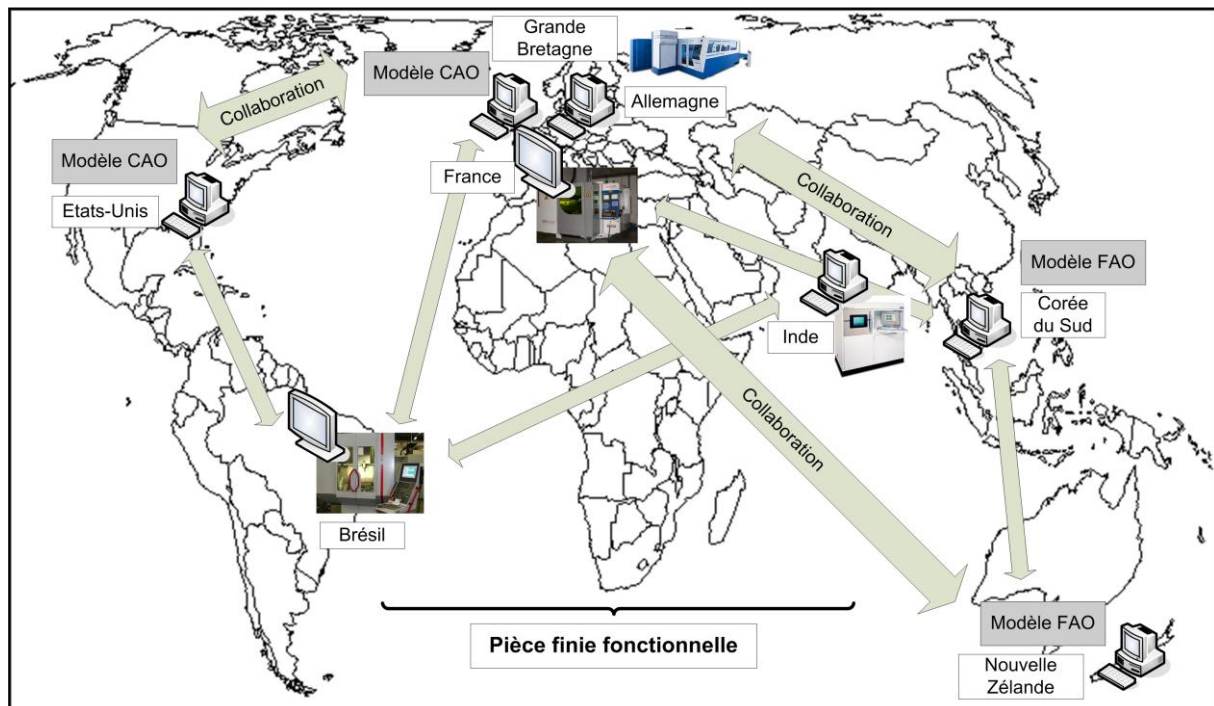 Grande
Bretagne
Modèle CAO
Collaboration
Allemagne
Modèle CAO
France
Etats-Unis
Collaboration
Modèle FAO
Corée
du Sud
Inde
Collaboration
Brésil
Modèle FAO
Pièce finie fonctionnelle
Nouvelle
Zélande